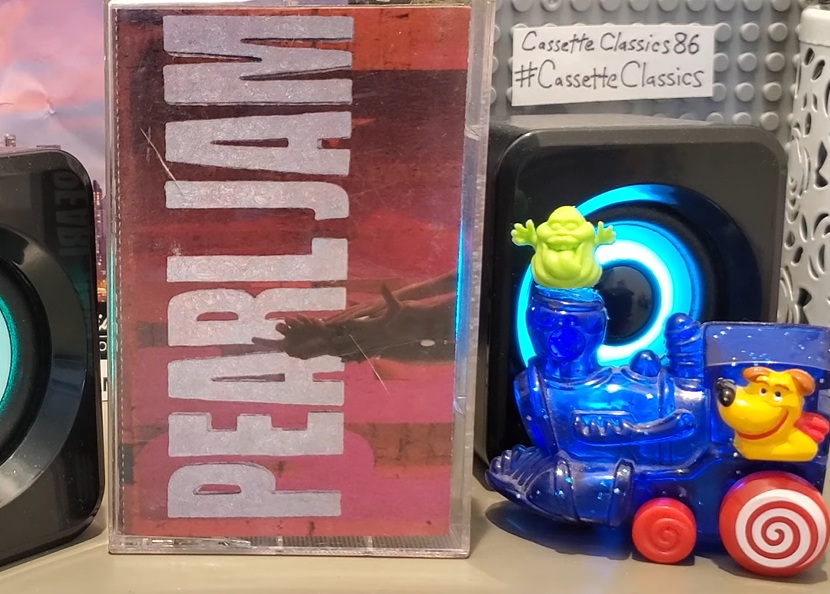 PEARL JAM
Cassette Classics 86
#CassetteClassics